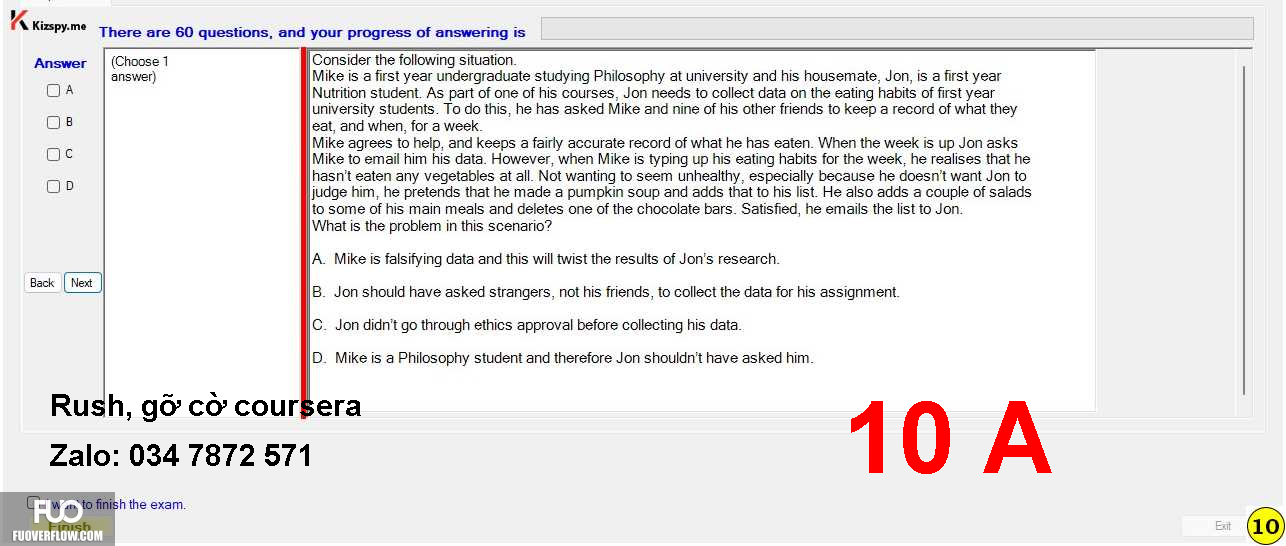 Kizspy.me
There are 60 questions, and your progress of answering is
Answer
A
B
C
D
Back
Next
(Choose 1
answer)
Consider the following situation.
Mike is a first year undergraduate studying Philosophy at university and his housemate, Jon, is a first year
Nutrition student. As part of one of his courses, Jon needs to collect data on the eating habits of first year
university students. To do this, he has asked Mike and nine of his other friends to keep a record of what they
eat, and when, for a week.
Mike agrees to help, and keeps a fairly accurate record of what he has eaten. When the week is up Jon asks
Mike to email him his data. However, when Mike is typing up his eating habits for the week, he realises that he
hasn't eaten any vegetables at all. Not wanting to seem unhealthy, especially because he doesn't want Jon to
judge him, he pretends that he made a pumpkin soup and adds that to his list. He also adds a couple of salads
to some of his main meals and deletes one of the chocolate bars. Satisfied, he emails the list to Jon.
What is the problem in this scenario?
A. Mike is falsifying data and this will twist the results of Jon's research.
B. Jon should have asked strangers, not his friends, to collect the data for his assignment.
C. Jon didn't go through ethics approval before collecting his data.
D. Mike is a Philosophy student and therefore Jon shouldn't have asked him.
Rush, gỡ cờ coursera
Zalo: 034 7872 571
10 A
I want to finish the exam.
Finish
FUO
FUOVERFLOW.COM
Exit
10